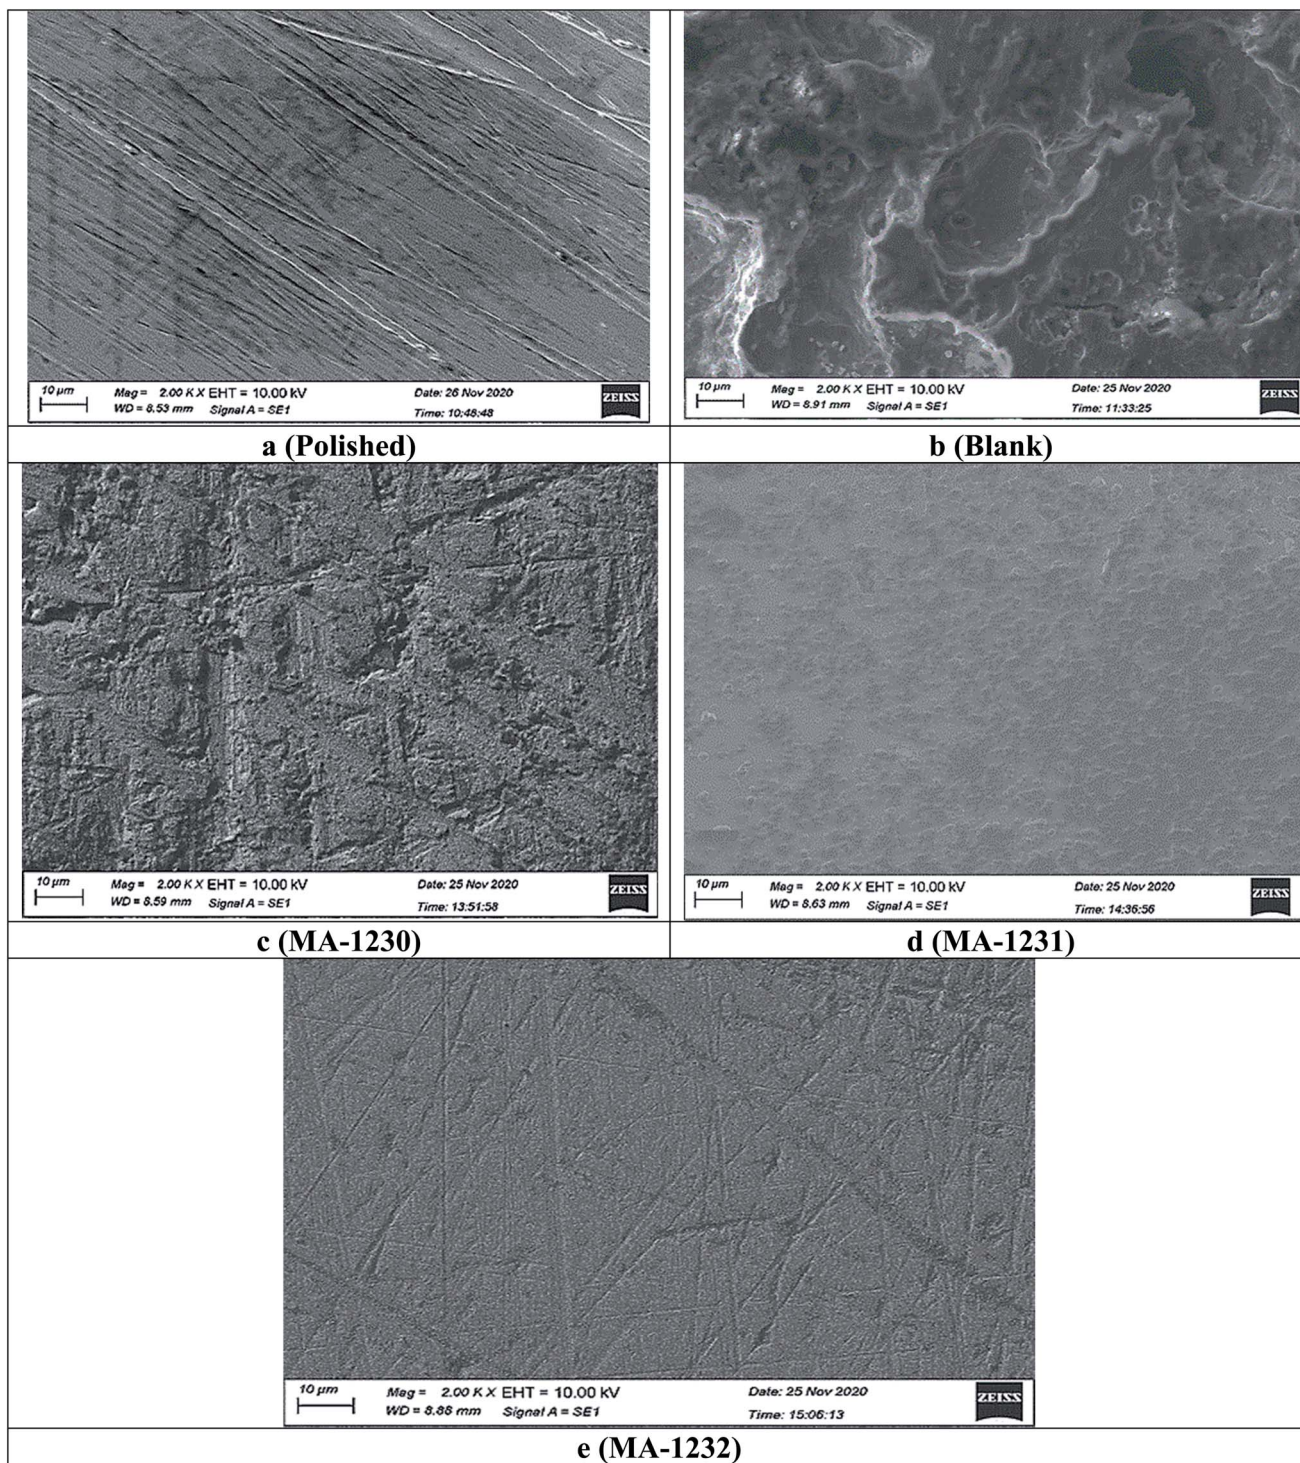 10 µm
Mag = 2.00 K X EHT = 10.00 kV
WD = 8.53 mm Signal A = SE1
Date: 26 Nov 2020
Time: 10:48:48
ZEISS
10 µm
Mag = 2.00 K X EHT = 10.00 kV
WD = 8.91 mm Signal A = SE1
Date: 25 Nov 2020
Time: 11:33:25
ZEISS
a (Polished)
b (Blank)
10 µm
Mag = 2.00 K X EHT = 10.00 kV
WD = 8.59 mm Signal A = SE1
Date: 25 Nov 2020
Time: 13:51:58
ZEISS
10 µm
Mag = 2.00 K X EHT = 10.00 kV
WD = 8.63 mm Signal A = SE1
Date: 25 Nov 2020
Time: 14:36:56
ZEISS
c (MA-1230)
d (MA-1231)
10 µm
Mag = 2.00 K X EHT = 10.00 kV
WD = 8.88 mm Signal A = SE1
Date: 25 Nov 2020
Time: 15:06:13
ZEISS
e (MA-1232)